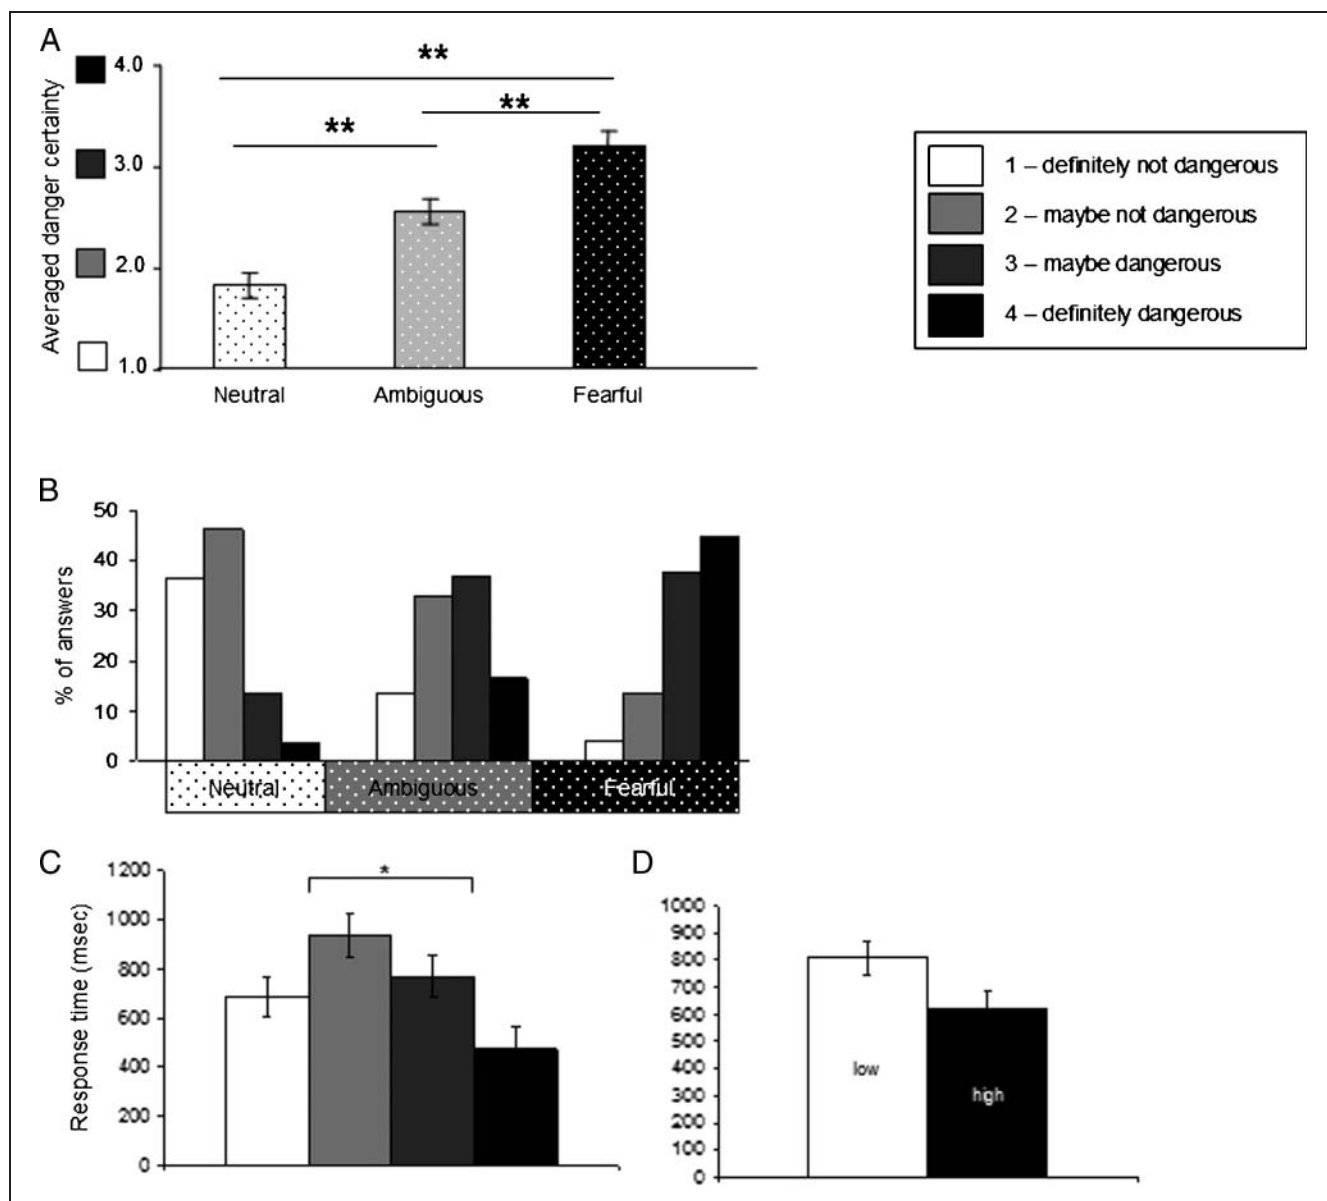 A
Averaged danger certainty
4.0
3.0
2.0
1.0
**
**
**
Neutral Ambiguous Fearful
1 – definitely not dangerous
2 – maybe not dangerous
3 – maybe dangerous
4 – definitely dangerous
B
% of answers
50
40
30
20
10
0
Neutral Ambiguous Fearful
C
Response time (msec)
1200
1000
800
600
400
200
0
*
D
1000
900
800
700
600
500
400
300
200
100
0
low
high